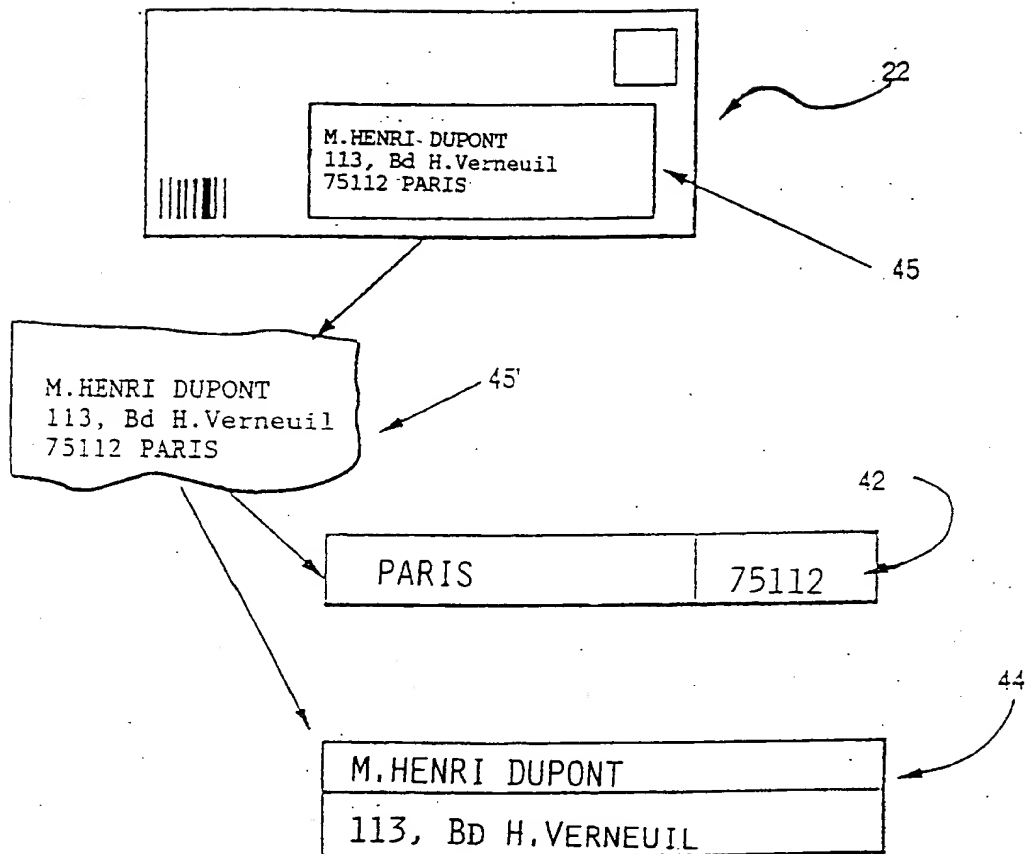 22
M.HENRI DUPONT
113, Bd H.Verneuil
75112 PARIS
45
M.HENRI DUPONT
113, Bd H.Verneuil
75112 PARIS
45'
42
PARIS 75112
44
M.HENRI DUPONT
113, BD H.VERNEUIL